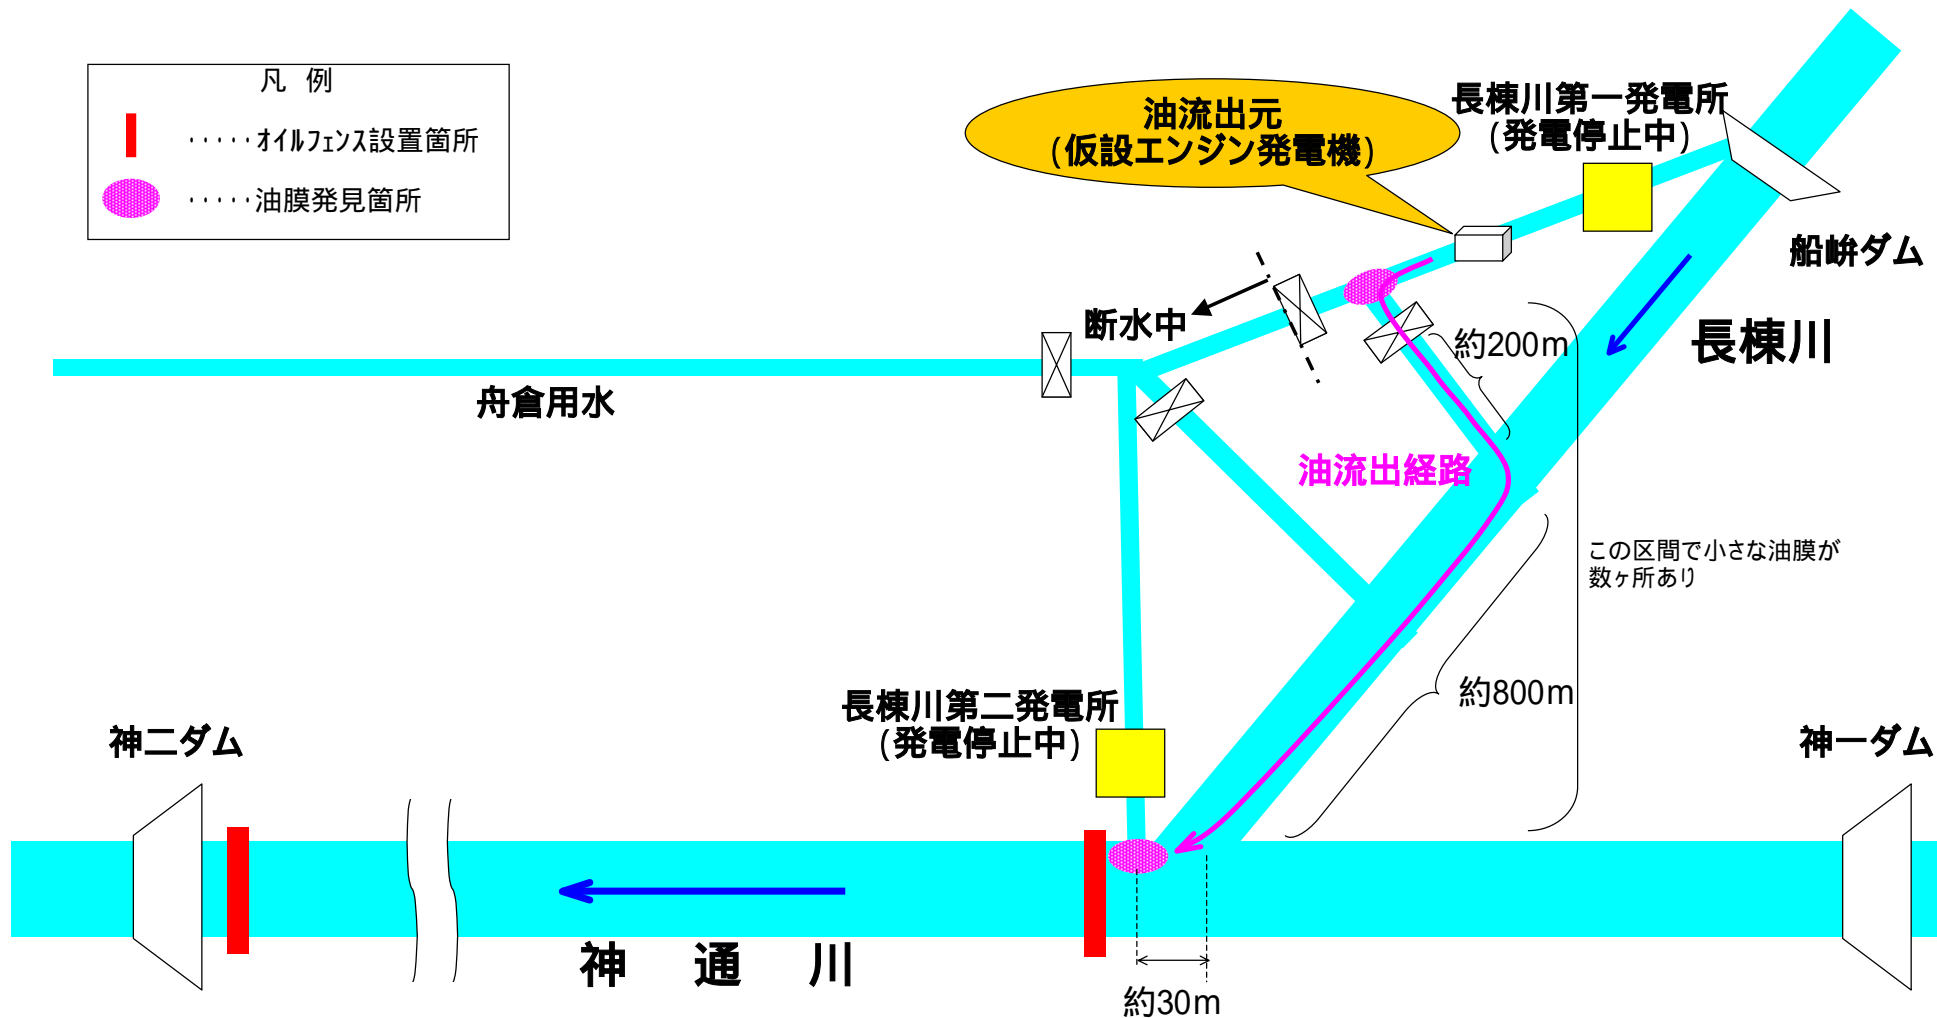 凡 例
・・・・・オイルフェンス設置箇所
・・・・・油膜発見箇所
油流出元
(仮設エンジン発電機)
長棟川第一発電所
(発電停止中)
船峅ダム
断水中
約200m
長棟川
舟倉用水
油流出経路
この区間で小さな油膜が
数ヶ所あり
約800m
長棟川第二発電所
(発電停止中)
神二ダム
神一ダム
神 通 川
約30m